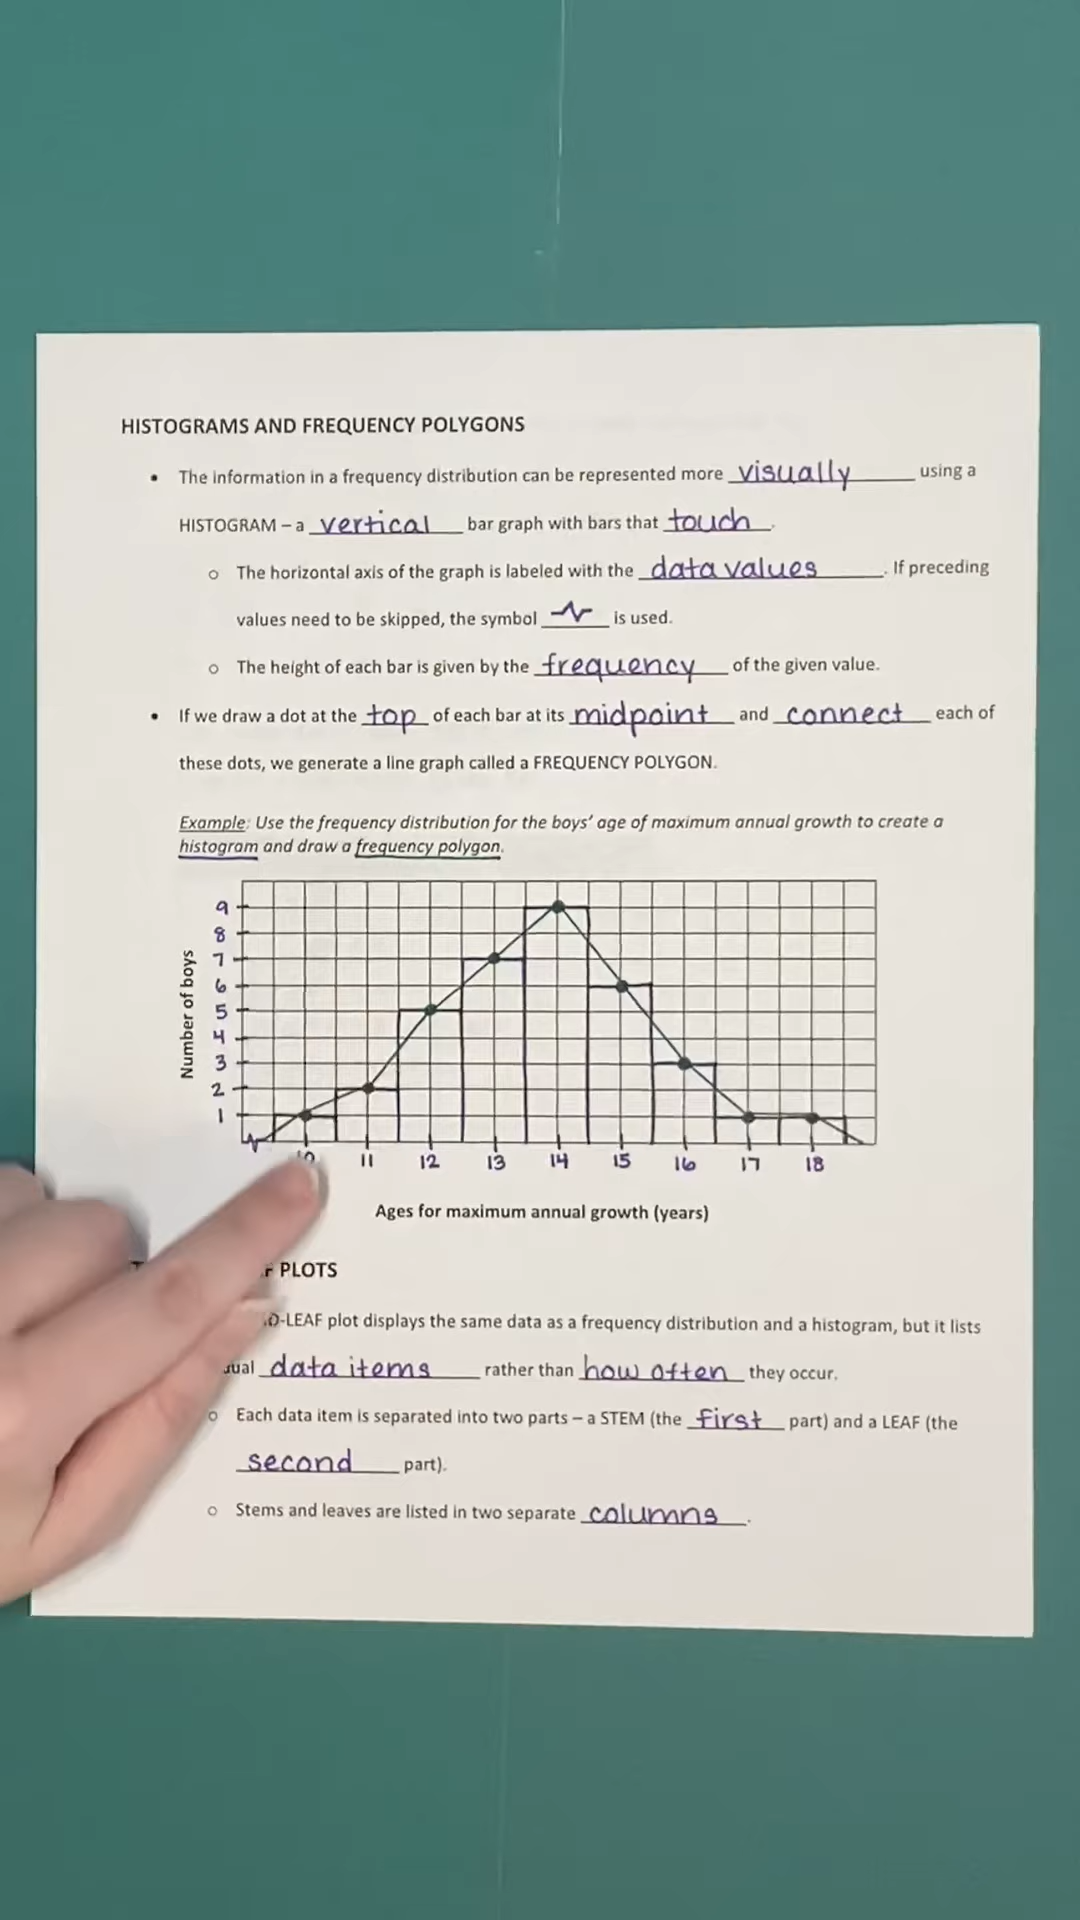 HISTOGRAMS AND FREQUENCY POLYGONS
• The information in a frequency distribution can be represented more visually using a
HISTOGRAM – a vertical bar graph with bars that touch.
o The horizontal axis of the graph is labeled with the data values. If preceding
values need to be skipped, the symbol is used.
o The height of each bar is given by the frequency of the given value.
• If we draw a dot at the top of each bar at its midpoint and connect each of
these dots, we generate a line graph called a FREQUENCY POLYGON.
Example: Use the frequency distribution for the boys' age of maximum annual growth to create a
histogram and draw a frequency polygon.
Number of boys
9
8
7
6
5
4
3
2
1
11 12 13 14 15 16 17 18
Ages for maximum annual growth (years)
PLOTS
-LEAF plot displays the same data as a frequency distribution and a histogram, but it lists
data items rather than how often they occur.
o Each data item is separated into two parts – a STEM (the first part) and a LEAF (the
second part).
o Stems and leaves are listed in two separate columns.